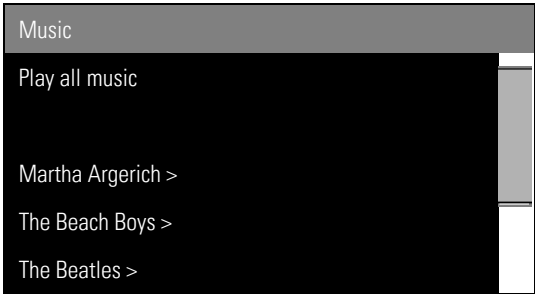 Music
Play all music
Martha Argerich >
The Beach Boys >
The Beatles >